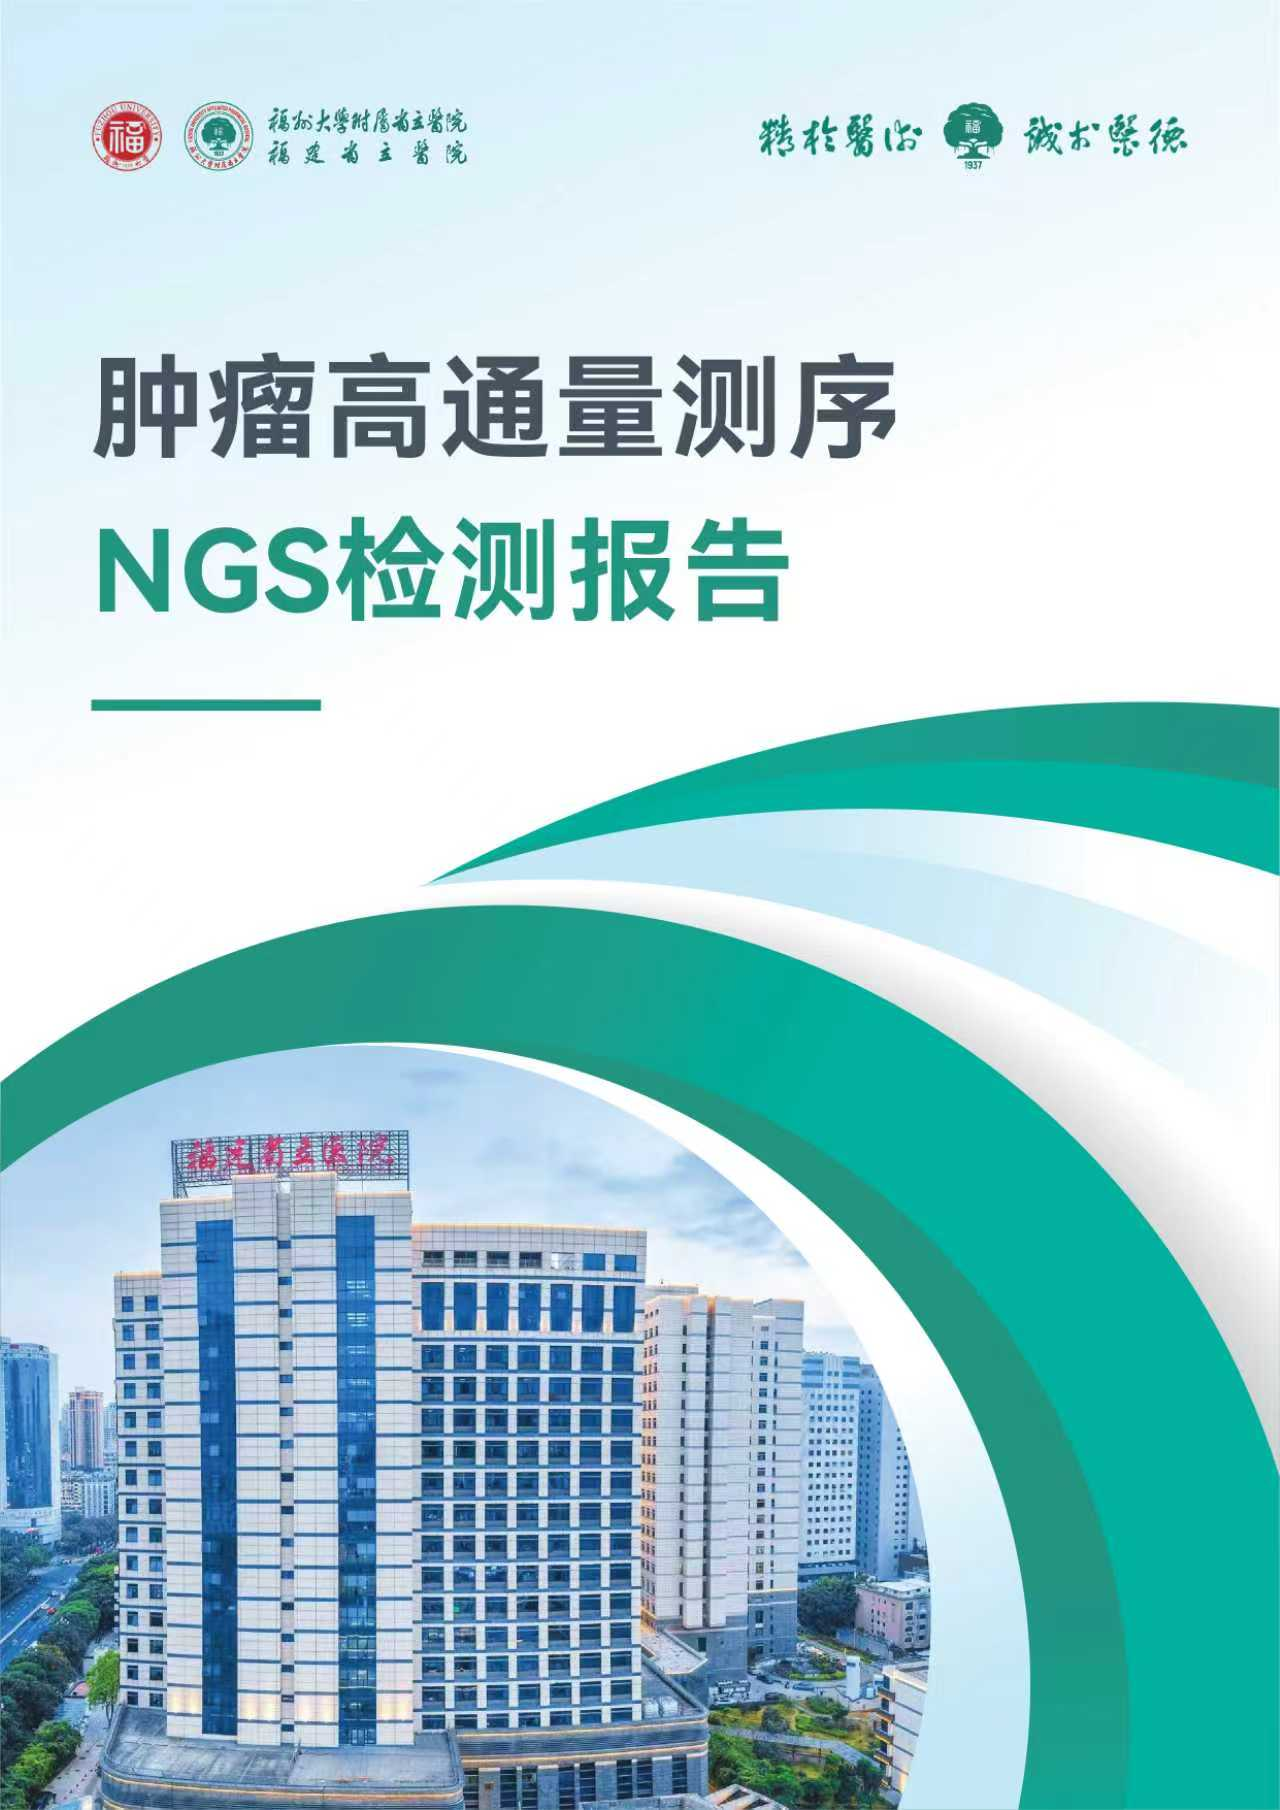 福州大學附属省立醫院
福建省立醫院
精於醫術 誠於醫德
福
1937
肿瘤高通量测序
NGS检测报告
福建省立医院